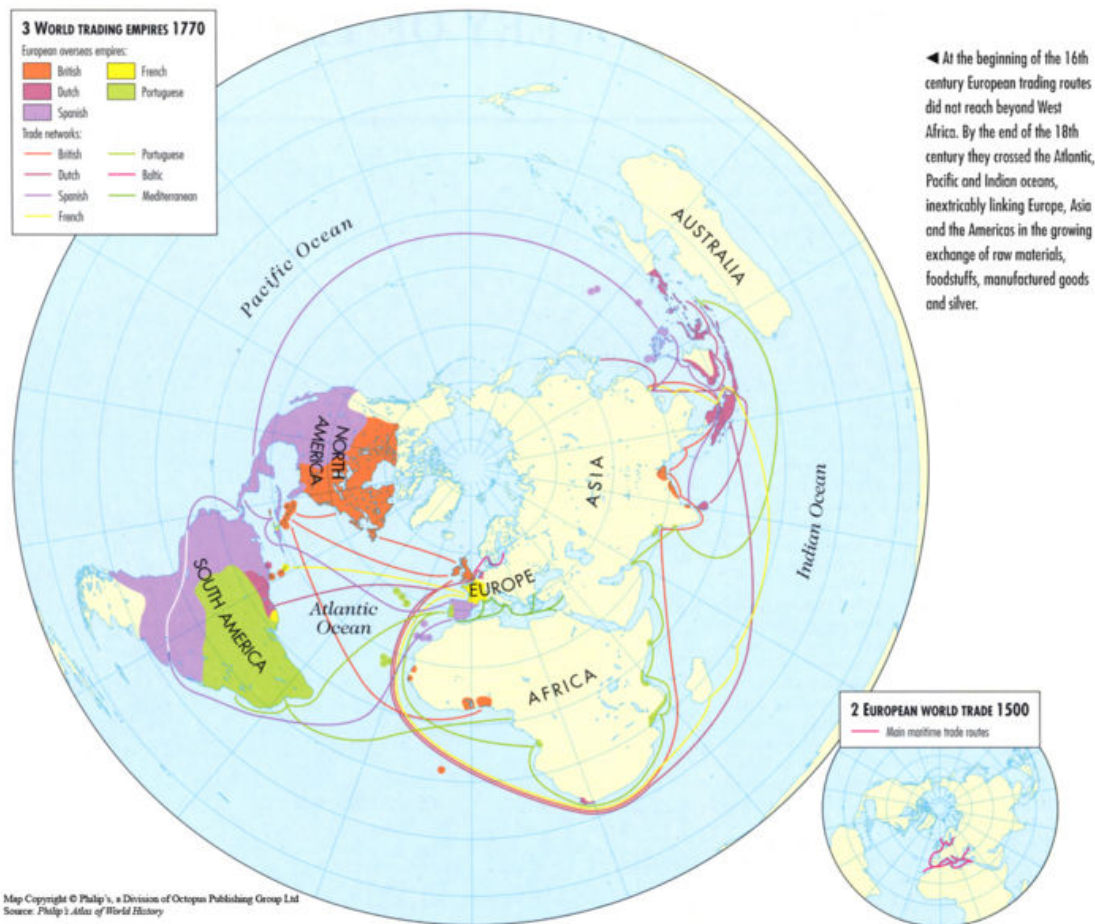 3 WORLD TRADING EMPIRES 1770
European overseas empires:
British
French
Dutch
Portuguese
Spanish
Trade networks:
British
Portuguese
Dutch
Baltic
Spanish
Mediterranean
French
◀ At the beginning of the 16th
century European trading routes
did not reach beyond West
Africa. By the end of the 18th
century they crossed the Atlantic,
Pacific and Indian oceans,
inextricably linking Europe, Asia
and the Americas in the growing
exchange of raw materials,
foodstuffs, manufactured goods
and silver.
Pacific Ocean
AUSTRALIA
NORTH
AMERICA
ASIA
Indian Ocean
SOUTH AMERICA
Atlantic
Ocean
EUROPE
AFRICA
2 EUROPEAN WORLD TRADE 1500
Main maritime trade routes
Map Copyright © Philip's, a Division of Octopus Publishing Group Ltd
Source: Philip's Atlas of World History